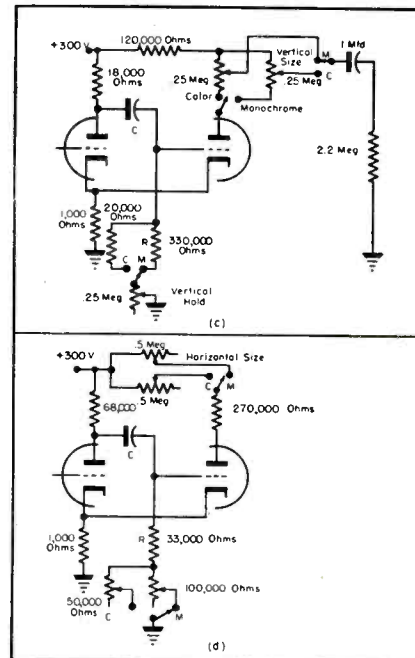 120,000 Ohms
+300 V
18,000
Ohms
.25 Meg
Color
Vertical
Size
M
C
.25 Meg
Monochrome
1 Mfd
2.2 Meg
C
1,000
Ohms
20,000
Ohms
R
330,000
Ohms
C
M
.25 Meg
Vertical
Hold
(c)
.5 Meg
+300 V
Horizontal Size
.5 Meg
C
M
68,000
270,000 Ohms
C
1,000
Ohms
R
33,000 Ohms
50,000
Ohms
C
100,000
Ohms
M
(d)